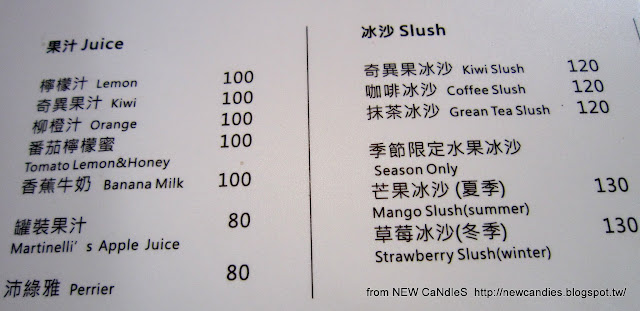 果汁 Juice
檸檬汁 Lemon 100
奇異果汁 Kiwi 100
柳橙汁 Orange 100
番茄檸檬蜜 100
Tomato Lemon&Honey
香蕉牛奶 Banana Milk 100
罐裝果汁 80
Martinelli’s Apple Juice
沛綠雅 Perrier 80
冰沙 Slush
奇異果冰沙 Kiwi Slush 120
咖啡冰沙 Coffee Slush 120
抹茶冰沙 Grean Tea Slush 120
季節限定水果冰沙
Season Only
芒果冰沙 (夏季) 130
Mango Slush(summer)
草莓冰沙(冬季) 130
Strawberry Slush(winter)
from NEW CaNdleS http://newcandies.blogspot.tw/